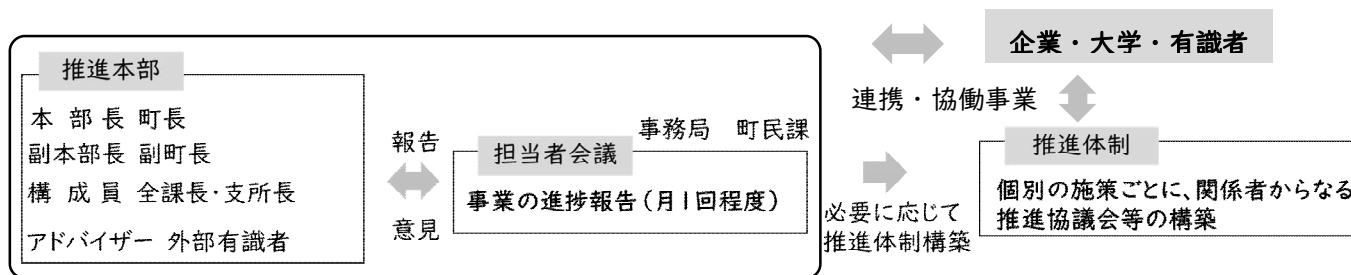 推進本部
本 部 長 町長
副本部長 副町長
構 成 員 全課長・支所長
アドバイザー 外部有識者
報告
意見
事務局 町民課
担当者会議
事業の進捗報告（月1回程度）
企業・大学・有識者
連携・協働事業
必要に応じて
推進体制構築
推進体制
個別の施策ごとに、関係者からなる
推進協議会等の構築